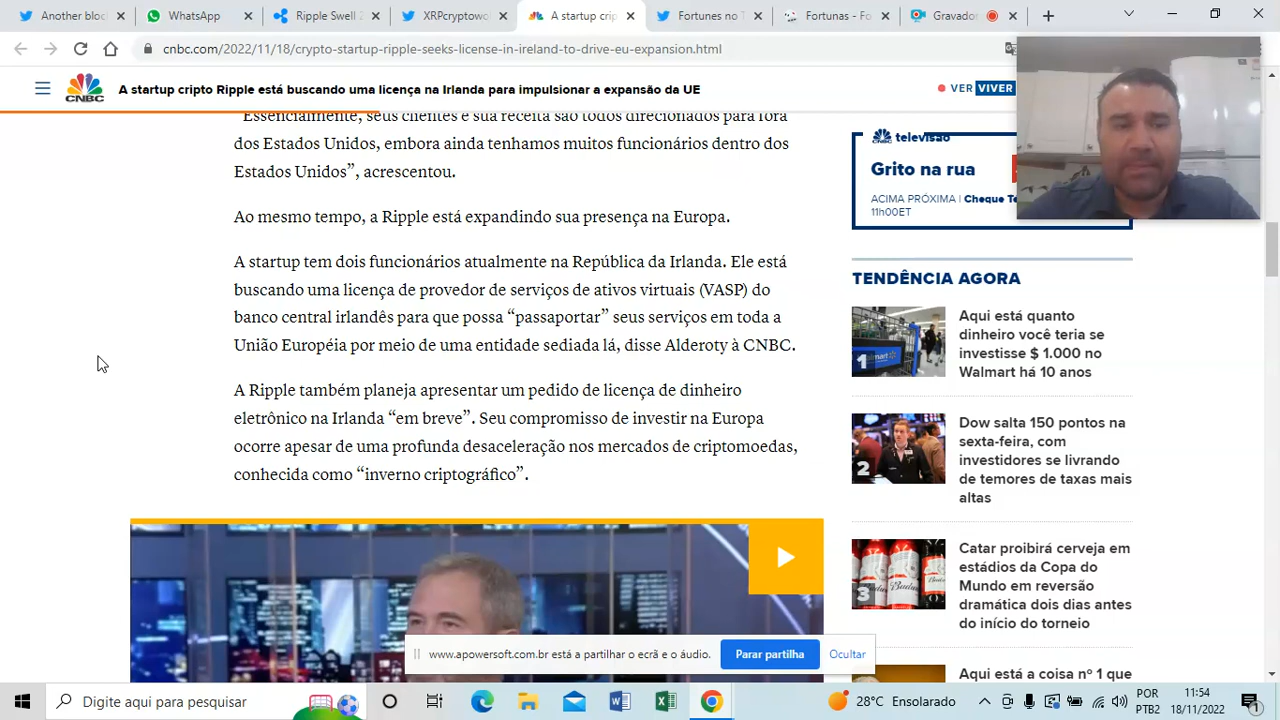 Another bloc
WhatsApp
Ripple Swell 2
XRPcryptowo
A startup crip
Fortunes no T
Fortunas - Fo
Gravado
cnbc.com/2022/11/18/crypto-startup-ripple-seeks-license-in-ireland-to-drive-eu-expansion.html
CNBC
A startup cripto Ripple está buscando uma licença na Irlanda para impulsionar a expansão da UE
VER VIVER
"Essencialmente, seus clientes e sua receita são todos direcionados para fora
dos Estados Unidos, embora ainda tenhamos muitos funcionários dentro dos
Estados Unidos”, acrescentou.
Ao mesmo tempo, a Ripple está expandindo sua presença na Europa.
A startup tem dois funcionários atualmente na República da Irlanda. Ele está
buscando uma licença de provedor de serviços de ativos virtuais (VASP) do
banco central irlandês para que possa “passaportar” seus serviços em toda a
União Européia por meio de uma entidade sediada lá, disse Alderoty à CNBC.
A Ripple também planeja apresentar um pedido de licença de dinheiro
eletrônico na Irlanda “em breve”. Seu compromisso de investir na Europa
ocorre apesar de uma profunda desaceleração nos mercados de criptomoedas,
conhecida como “inverno criptográfico”.
televisão
Grito na rua
ACIMA PRÓXIMA | Cheque Te
11h00ET
TENDÊNCIA AGORA
1
Aqui está quanto
dinheiro você teria se
investisse $ 1.000 no
Walmart há 10 anos
2
Dow salta 150 pontos na
sexta-feira, com
investidores se livrando
de temores de taxas mais
altas
3
Catar proibirá cerveja em
estádios da Copa do
Mundo em reversão
dramática dois dias antes
do início do torneio
Aqui está a coisa nº 1 que
www.apowersoft.com.br está a partilhar o ecrã e o áudio.
Parar partilha
Ocultar
Digite aqui para pesquisar
28°C Ensolarado
POR
PTB2
11:54
18/11/2022
1